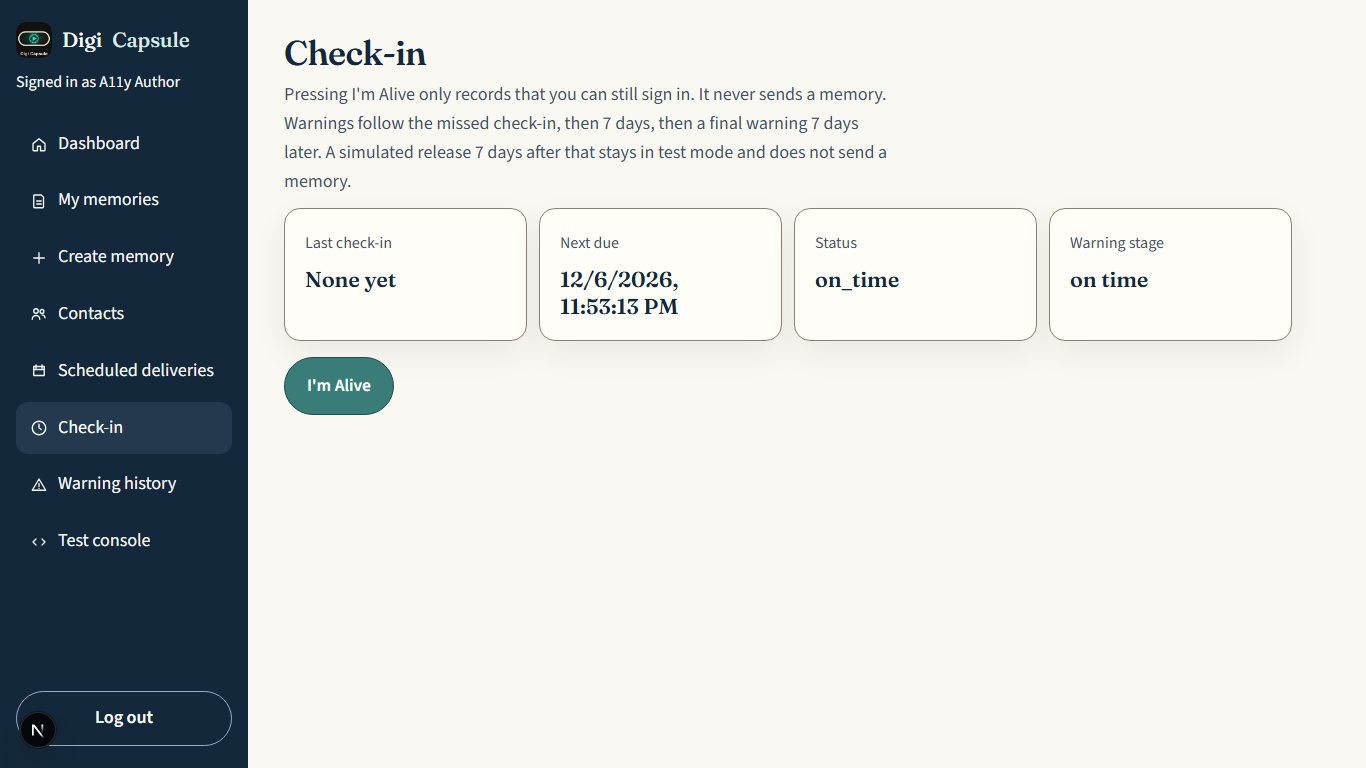 Digi Capsule
Digi Capsule
Signed in as A11y Author
Dashboard
My memories
Create memory
Contacts
Scheduled deliveries
Check-in
Warning history
Test console
Log out
N
Check-in
Pressing I'm Alive only records that you can still sign in. It never sends a memory.
Warnings follow the missed check-in, then 7 days, then a final warning 7 days
later. A simulated release 7 days after that stays in test mode and does not send a
memory.
Last check-in
None yet
Next due
12/6/2026,
11:53:13 PM
Status
on_time
Warning stage
on time
I'm Alive